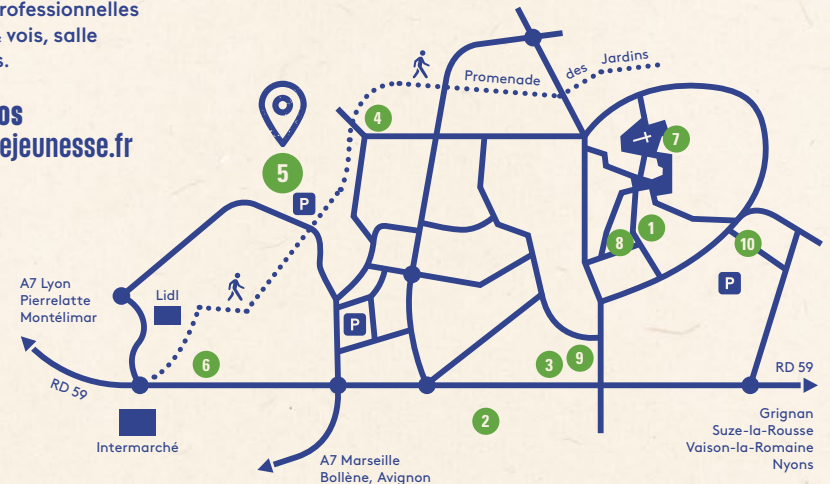 rofessionnelles
vois, salle
s.
os
ejeunesse.fr
Promenade des Jardins
4
7
5
P
1
8
10
P
A7 Lyon
Pierrelatte
Montélimar
Lidl
P
6
3
9
RD 59
RD 59
2
Intermarché
A7 Marseille
Bollène, Avignon
Grignan
Suze-la-Rousse
Vaison-la-Romaine
Nyons